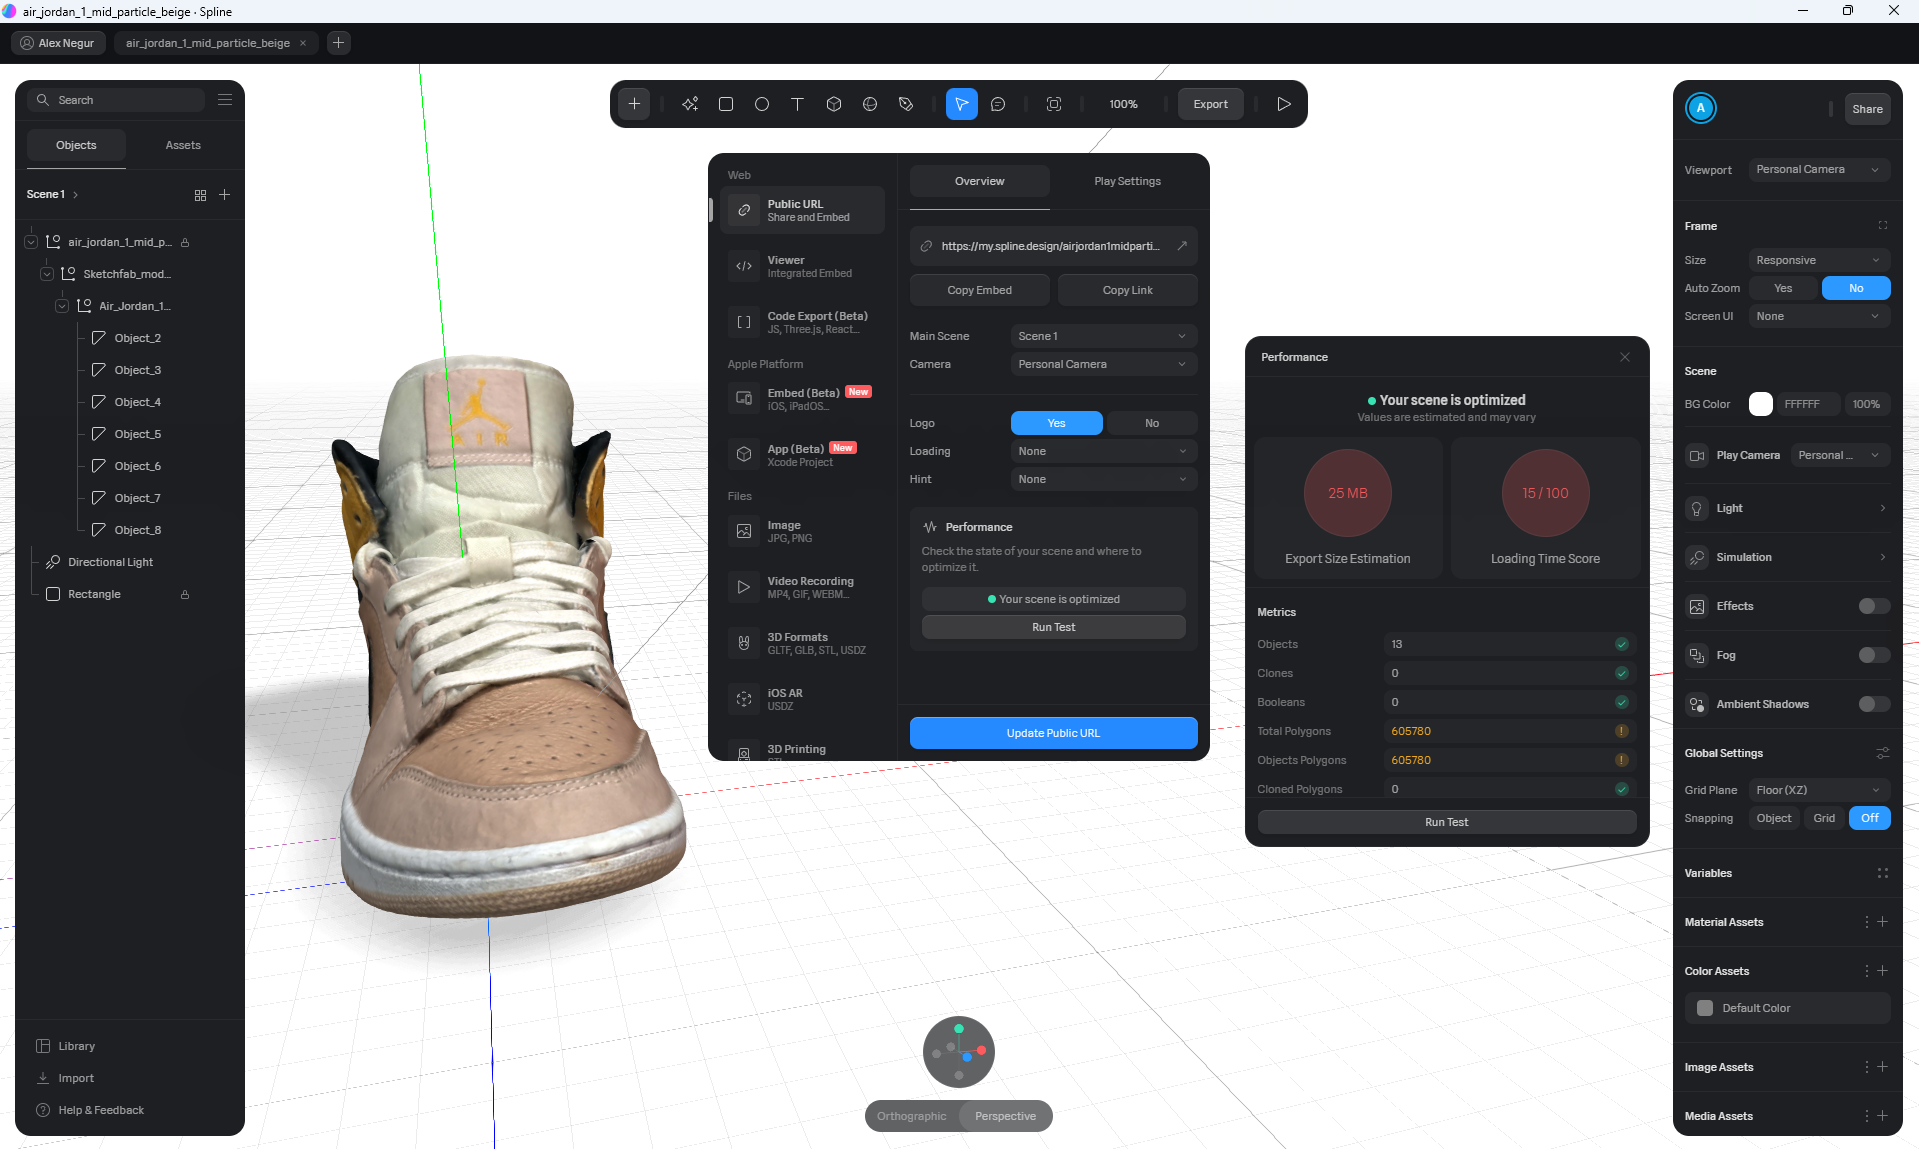 air_jordan_1_mid_particle_beige - Spline
Alex Negur
air_jordan_1_mid_particle_beige
Search
Objects
Assets
Scene 1
air_jordan_1_mid_p...
Sketchfab_mod...
Air_Jordan_1...
Object_2
Object_3
Object_4
Object_5
Object_6
Object_7
Object_8
Directional Light
Rectangle
Library
Import
Help & Feedback
100%
Export
Web
Public URL
Share and Embed
Viewer
Integrated Embed
Code Export (Beta)
JS, Three.js, React...
Apple Platform
Embed (Beta) New
iOS, iPadOS...
App (Beta) New
Xcode Project
Files
Image
JPG, PNG
Video Recording
MP4, GIF, WEBM...
3D Formats
GLTF, GLB, STL, USDZ
iOS AR
USDZ
3D Printing
Overview
Play Settings
https://my.spline.design/airjordan1midparti...
Copy Embed
Copy Link
Main Scene
Scene 1
Camera
Personal Camera
Logo
Yes
No
Loading
None
Hint
None
Performance
Check the state of your scene and where to
optimize it.
Your scene is optimized
Run Test
Update Public URL
Performance
Your scene is optimized
Values are estimated and may vary
25 MB
Export Size Estimation
15 / 100
Loading Time Score
Metrics
Objects
13
Clones
0
Booleans
0
Total Polygons
605780
Objects Polygons
605780
Cloned Polygons
0
Run Test
Orthographic
Perspective
A
Share
Viewport
Personal Camera
Frame
Size
Responsive
Auto Zoom
Yes
No
Screen UI
None
Scene
BG Color
FFFFFF
100%
Play Camera
Personal ...
Light
Simulation
Effects
Fog
Ambient Shadows
Global Settings
Grid Plane
Floor (XZ)
Snapping
Object
Grid
Off
Variables
Material Assets
Color Assets
Default Color
Image Assets
Media Assets
AIR